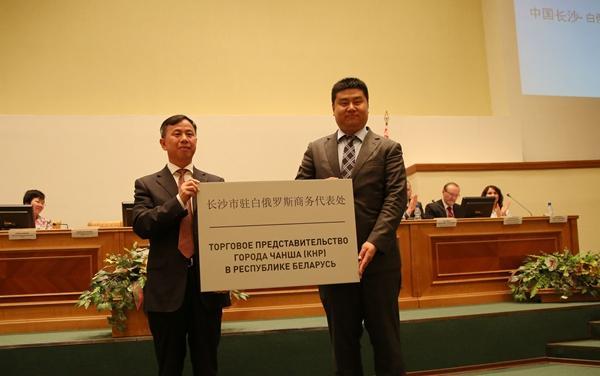 中国长沙-白俄
长沙市驻白俄罗斯商务代表处
ТОРГОВОЕ ПРЕДСТАВИТЕЛЬСТВО
ГОРОДА ЧАНША (КНР)
В РЕСПУБЛИКЕ БЕЛАРУСЬ